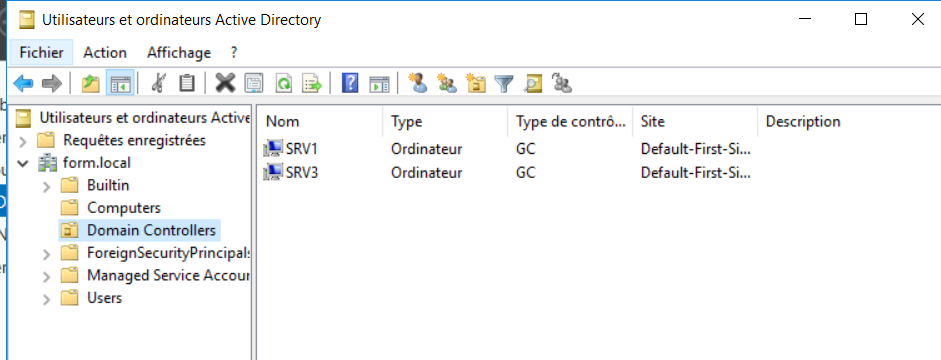 Utilisateurs et ordinateurs Active Directory
Fichier Action Affichage ?
Utilisateurs et ordinateurs Active
Requêtes enregistrées
form.local
Builtin
Computers
Domain Controllers
ForeignSecurityPrincipals
Managed Service Accour
Users
Nom Type Type de contrô... Site Description
SRV1 Ordinateur GC Default-First-Si...
SRV3 Ordinateur GC Default-First-Si...